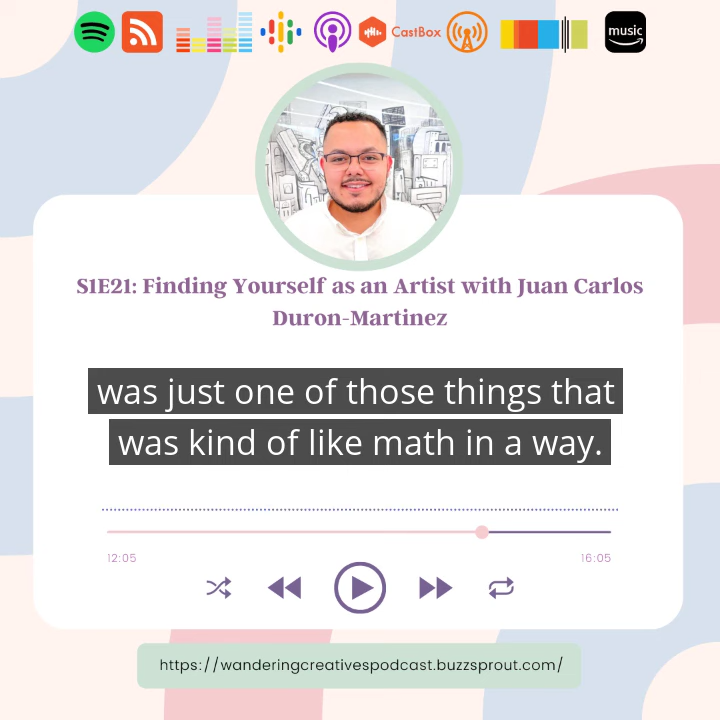 CastBox
music
S1E21: Finding Yourself as an Artist with Juan Carlos
Duron-Martinez
was just one of those things that
was kind of like math in a way.
12:05
16:05
https://wanderingcreativespodcast.buzzsprout.com/